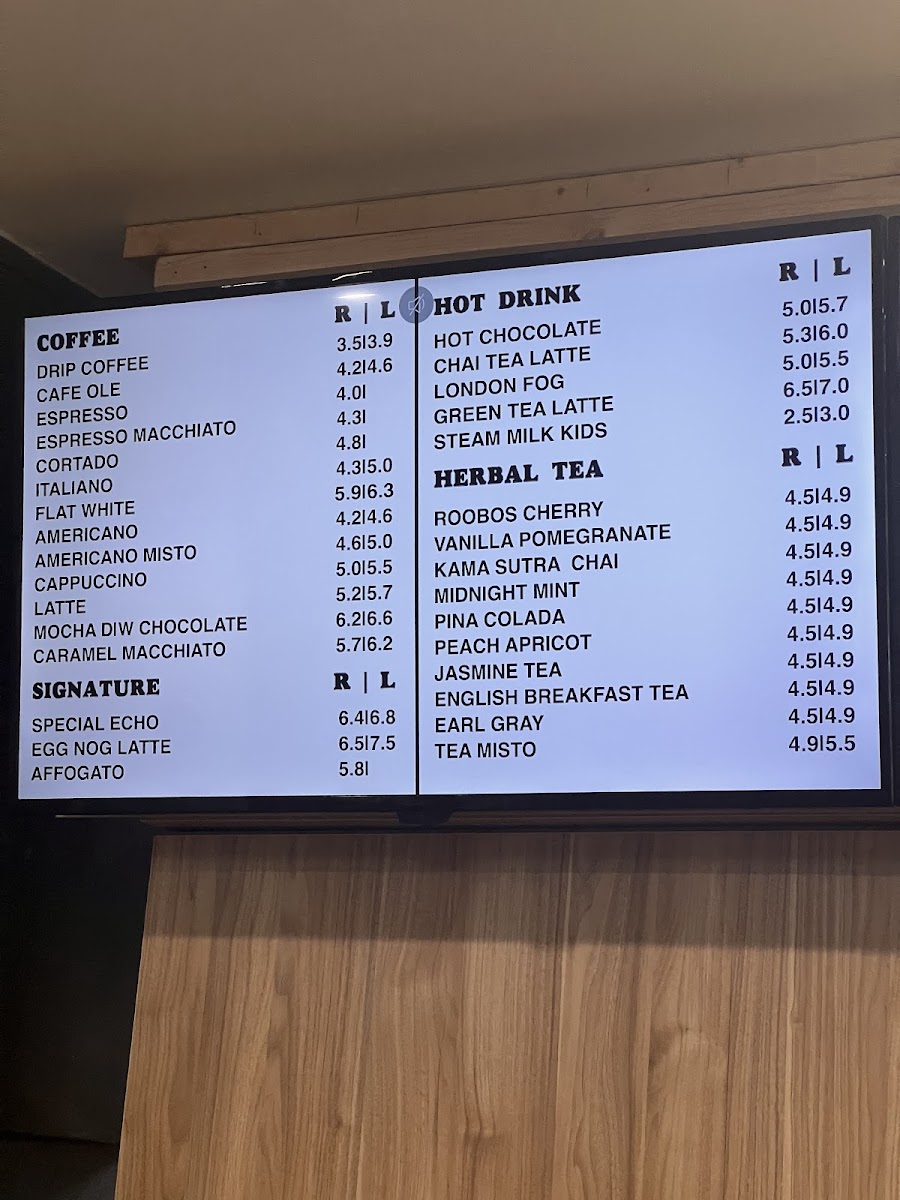 COFFEE R | L
DRIP COFFEE 3.5|3.9
CAFE OLE 4.2|4.6
ESPRESSO 4.0|
ESPRESSO MACCHIATO 4.3|
CORTADO 4.8|
ITALIANO 4.3|5.0
FLAT WHITE 5.9|6.3
AMERICANO 4.2|4.6
AMERICANO MISTO 4.6|5.0
CAPPUCCINO 5.0|5.5
LATTE 5.2|5.7
MOCHA DIW CHOCOLATE 6.2|6.6
CARAMEL MACCHIATO 5.7|6.2
SIGNATURE R | L
SPECIAL ECHO 6.4|6.8
EGG NOG LATTE 6.5|7.5
AFFOGATO 5.8|
HOT DRINK R | L
HOT CHOCOLATE 5.0|5.7
CHAI TEA LATTE 5.3|6.0
LONDON FOG 5.0|5.5
GREEN TEA LATTE 6.5|7.0
STEAM MILK KIDS 2.5|3.0
HERBAL TEA R | L
ROOBOS CHERRY 4.5|4.9
VANILLA POMEGRANATE 4.5|4.9
KAMA SUTRA CHAI 4.5|4.9
MIDNIGHT MINT 4.5|4.9
PINA COLADA 4.5|4.9
PEACH APRICOT 4.5|4.9
JASMINE TEA 4.5|4.9
ENGLISH BREAKFAST TEA 4.5|4.9
EARL GRAY 4.5|4.9
TEA MISTO 4.9|5.5